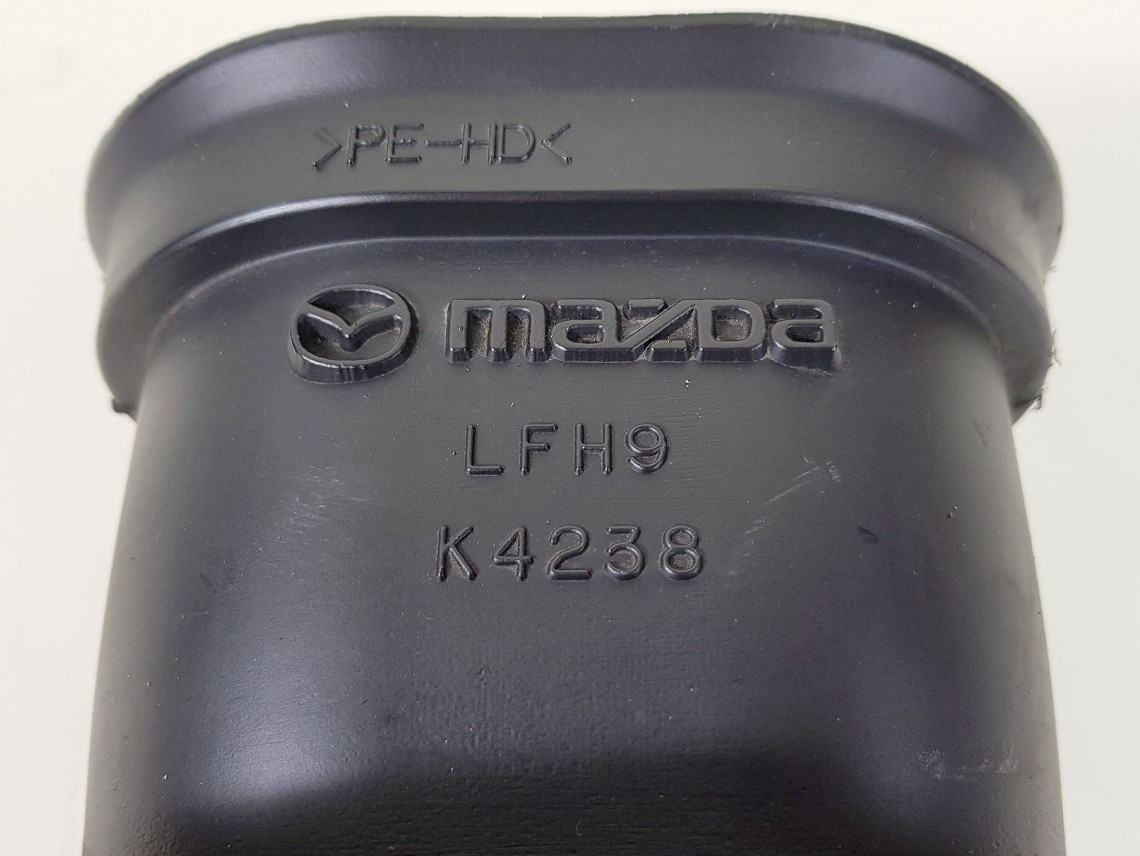 >PE-HD<
mazda
LFH9
K4238